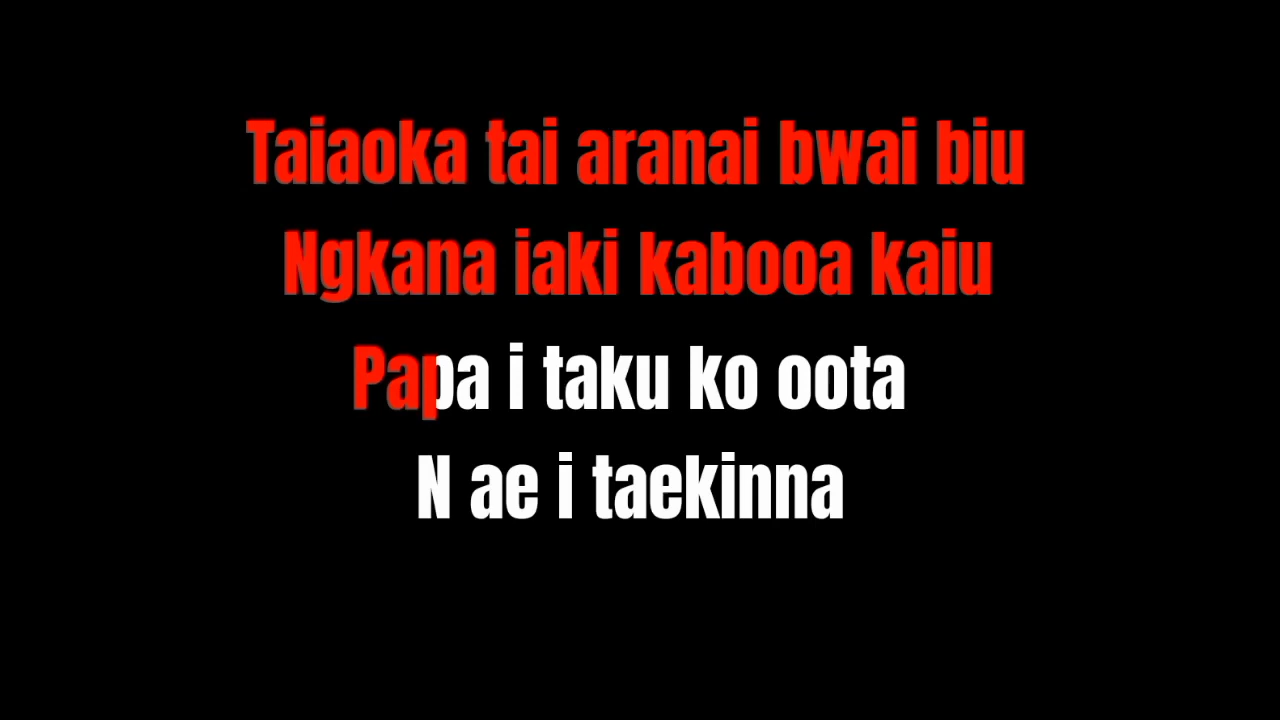 Taiaoka tai aranai bwai biu
Ngkana iaki kabooa kaiu
Papa i taku ko oota
N ae i taekinna